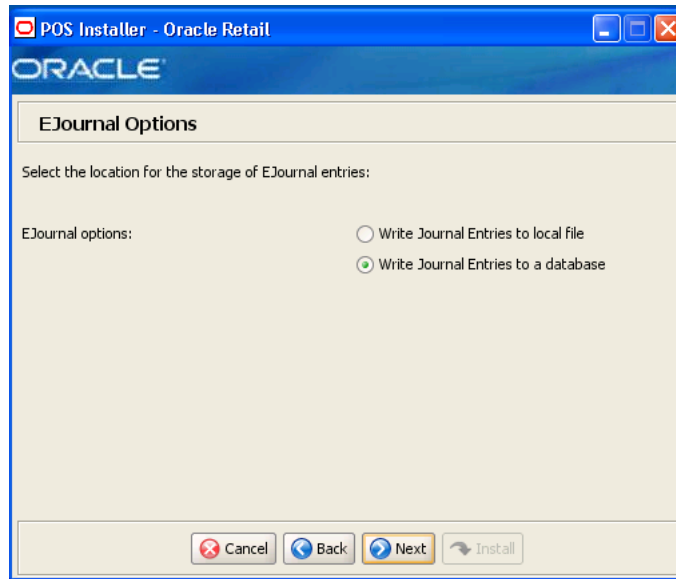 POS Installer - Oracle Retail
ORACLE
EJournal Options
Select the location for the storage of EJournal entries:
EJournal options:
Write Journal Entries to local file
Write Journal Entries to a database
Cancel Back Next Install